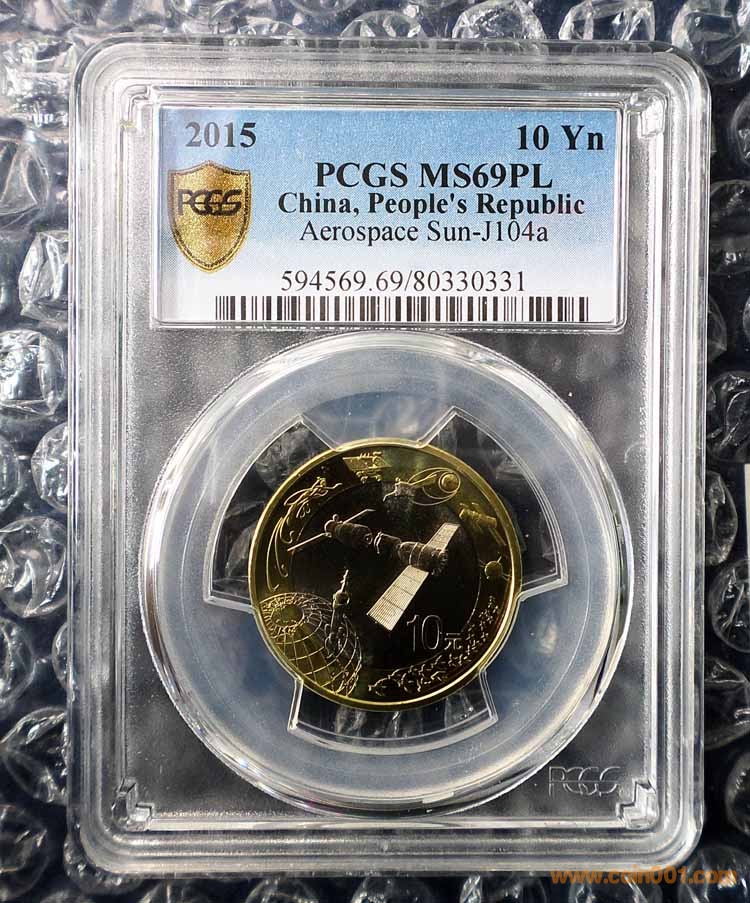 2015 10 Yn
PCGS MS69PL
PCGS
China, People's Republic
Aerospace Sun-J104a
594569.69/80330331
10元
PCGS
www.coin001.com